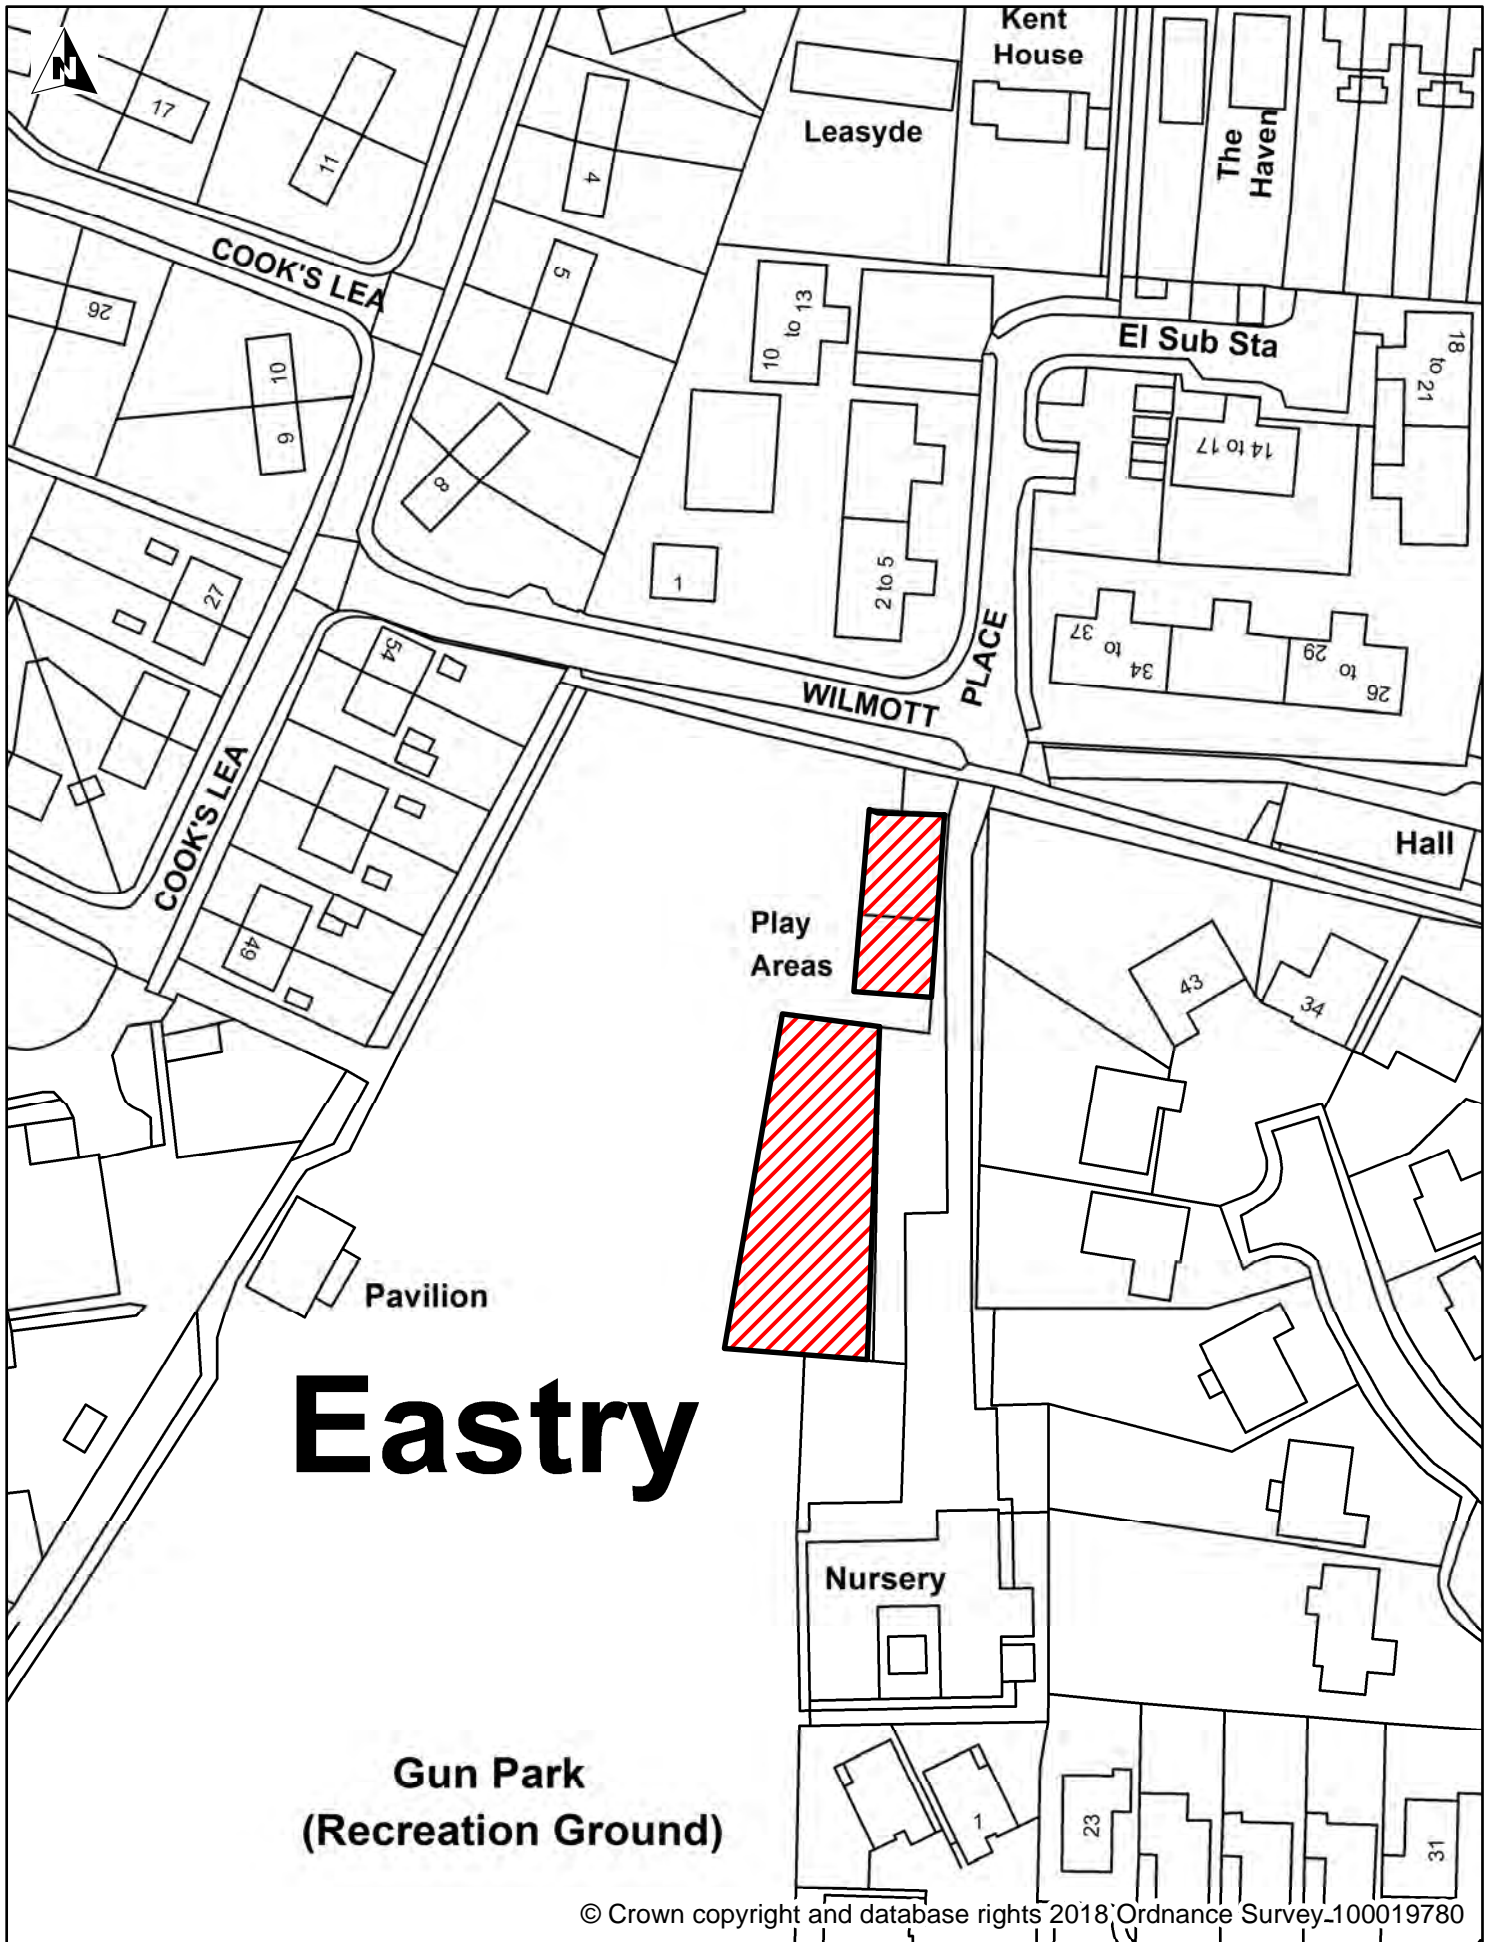 Kent
House
N
17
11
4
Leasyde
The
Haven
COOK'S LEA
5
26
10
9
10
to
13
El Sub Sta
18
to
21
8
14 to 17
27
1
2 to 5
54
PLACE
37
to
34
29
to
26
WILMOTT
COOK'S LEA
Hall
Play
Areas
49
43
34
Pavilion
Eastry
Nursery
Gun Park
(Recreation Ground)
1
23
31
© Crown copyright and database rights 2018 Ordnance Survey 100019780